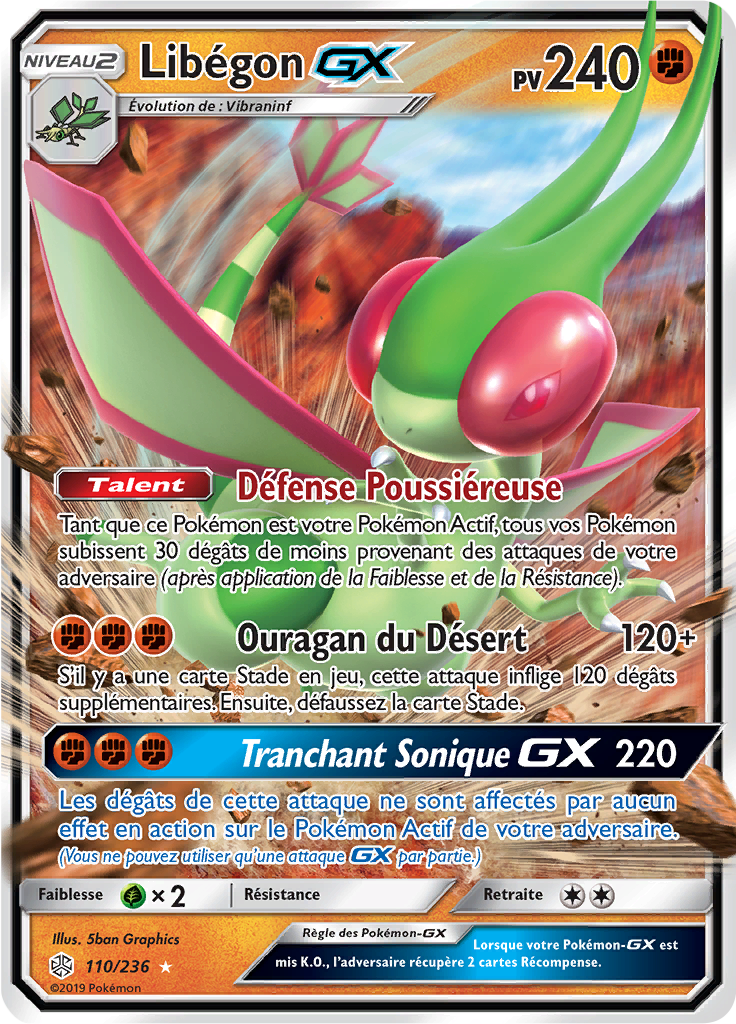 NIVEAU2 Libégon GX PV240
Évolution de : Vibraninf
Talent Défense Poussiéreuse
Tant que ce Pokémon est votre Pokémon Actif, tous vos Pokémon
subissent 30 dégâts de moins provenant des attaques de votre
adversaire (après application de la Faiblesse et de la Résistance).
Ouragan du Désert 120+
S'il y a une carte Stade en jeu, cette attaque inflige 120 dégâts
supplémentaires. Ensuite, défaussez la carte Stade.
Tranchant Sonique GX 220
Les dégâts de cette attaque ne sont affectés par aucun
effet en action sur le Pokémon Actif de votre adversaire.
(Vous ne pouvez utiliser qu'une attaque GX par partie.)
Faiblesse ×2 Résistance Retraite
Illus. 5ban Graphics
110/236
©2019 Pokémon
Règle des Pokémon-GX
Lorsque votre Pokémon-GX est
mis K.O., l'adversaire récupère 2 cartes Récompense.